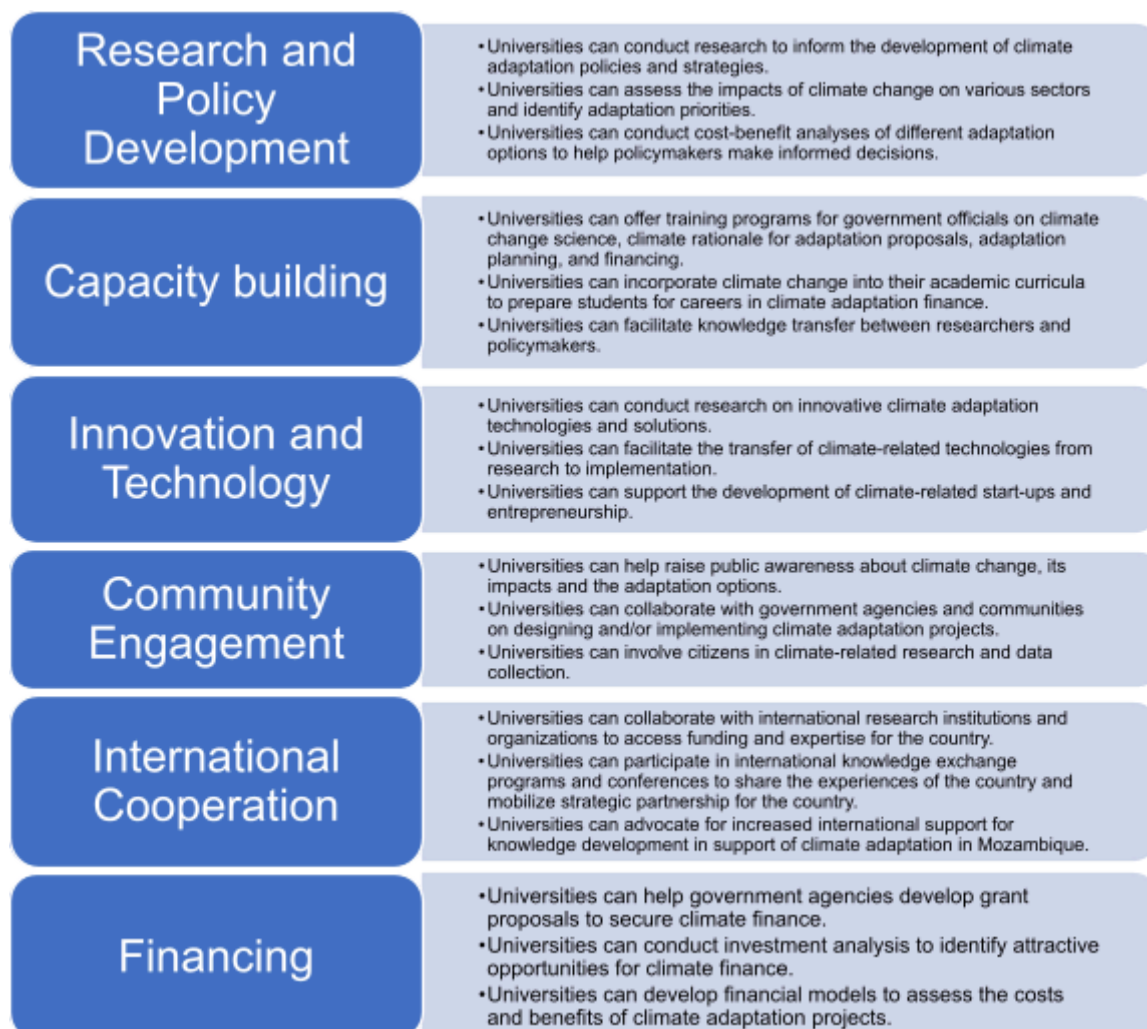 Research and
Policy
Development
• Universities can conduct research to inform the development of climate
adaptation policies and strategies.
• Universities can assess the impacts of climate change on various sectors
and identify adaptation priorities.
• Universities can conduct cost-benefit analyses of different adaptation
options to help policymakers make informed decisions.
Capacity building
• Universities can offer training programs for government officials on climate
change science, climate rationale for adaptation proposals, adaptation
planning, and financing.
• Universities can incorporate climate change into their academic curricula
to prepare students for careers in climate adaptation finance.
• Universities can facilitate knowledge transfer between researchers and
policymakers.
Innovation and
Technology
• Universities can conduct research on innovative climate adaptation
technologies and solutions.
• Universities can facilitate the transfer of climate-related technologies from
research to implementation.
• Universities can support the development of climate-related start-ups and
entrepreneurship.
Community
Engagement
• Universities can help raise public awareness about climate change, its
impacts and the adaptation options.
• Universities can collaborate with government agencies and communities
on designing and/or implementing climate adaptation projects.
• Universities can involve citizens in climate-related research and data
collection.
International
Cooperation
• Universities can collaborate with international research institutions and
organizations to access funding and expertise for the country.
• Universities can participate in international knowledge exchange
programs and conferences to share the experiences of the country and
mobilize strategic partnership for the country.
• Universities can advocate for increased international support for
knowledge development in support of climate adaptation in Mozambique.
Financing
• Universities can help government agencies develop grant
proposals to secure climate finance.
• Universities can conduct investment analysis to identify attractive
opportunities for climate finance.
• Universities can develop financial models to assess the costs
and benefits of climate adaptation projects.